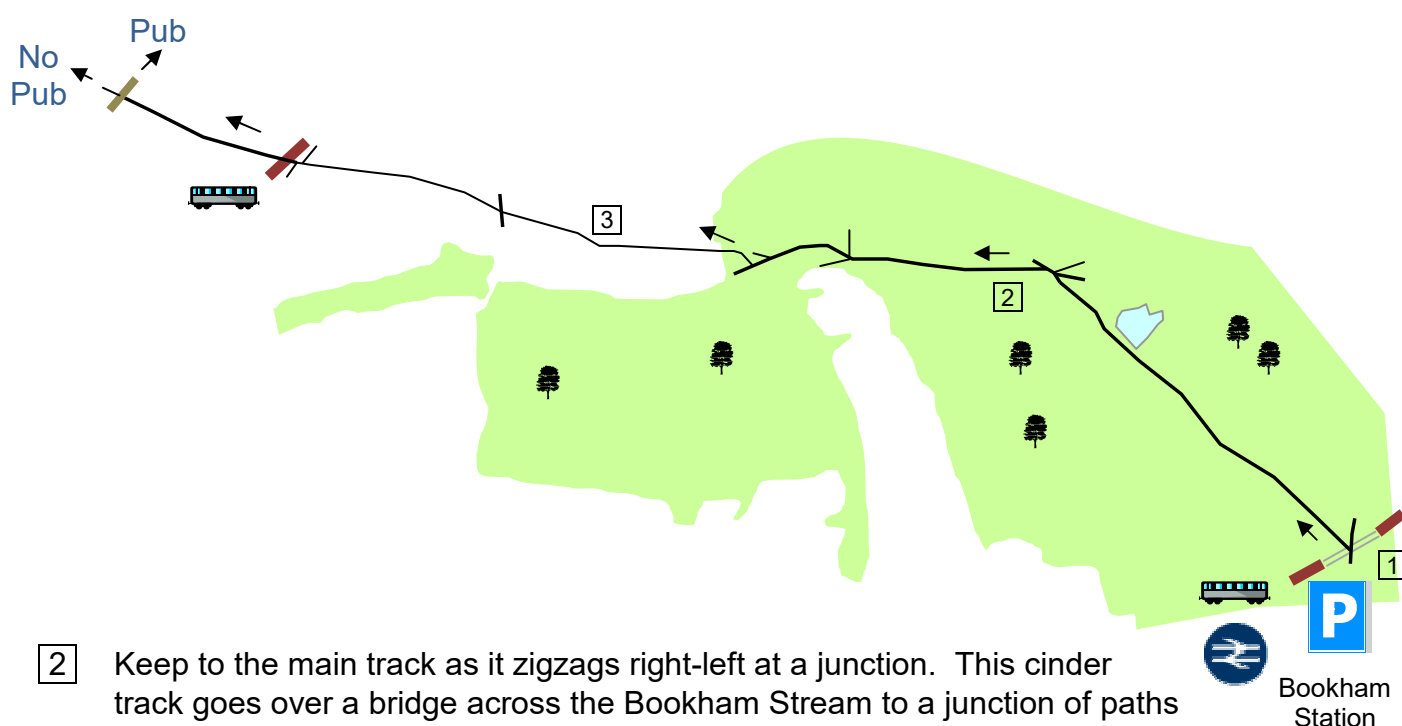 Pub
No
Pub
3
2
1
P
2 Keep to the main track as it zigzags right-left at a junction. This cinder
track goes over a bridge across the Bookham Stream to a junction of paths
Bookham
Station